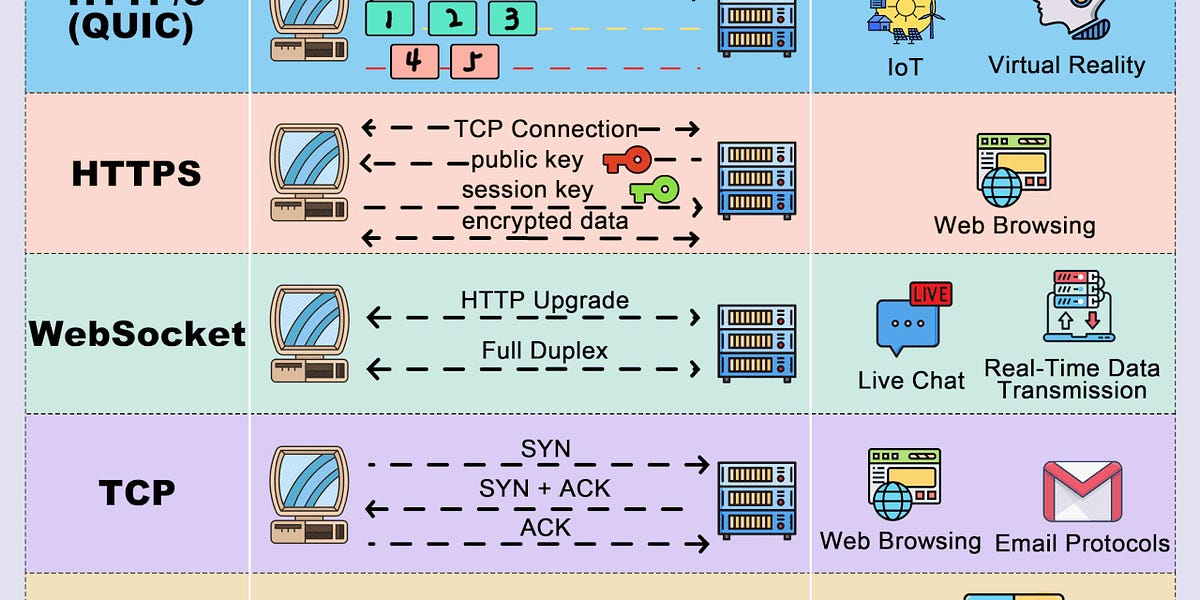 HTTP/3
(QUIC)
1 2 3
4 5
IoT
Virtual Reality
HTTPS
TCP Connection
public key
session key
encrypted data
Web Browsing
WebSocket
HTTP Upgrade
Full Duplex
LIVE
Live Chat
Real-Time Data
Transmission
TCP
SYN
SYN + ACK
ACK
Web Browsing
Email Protocols